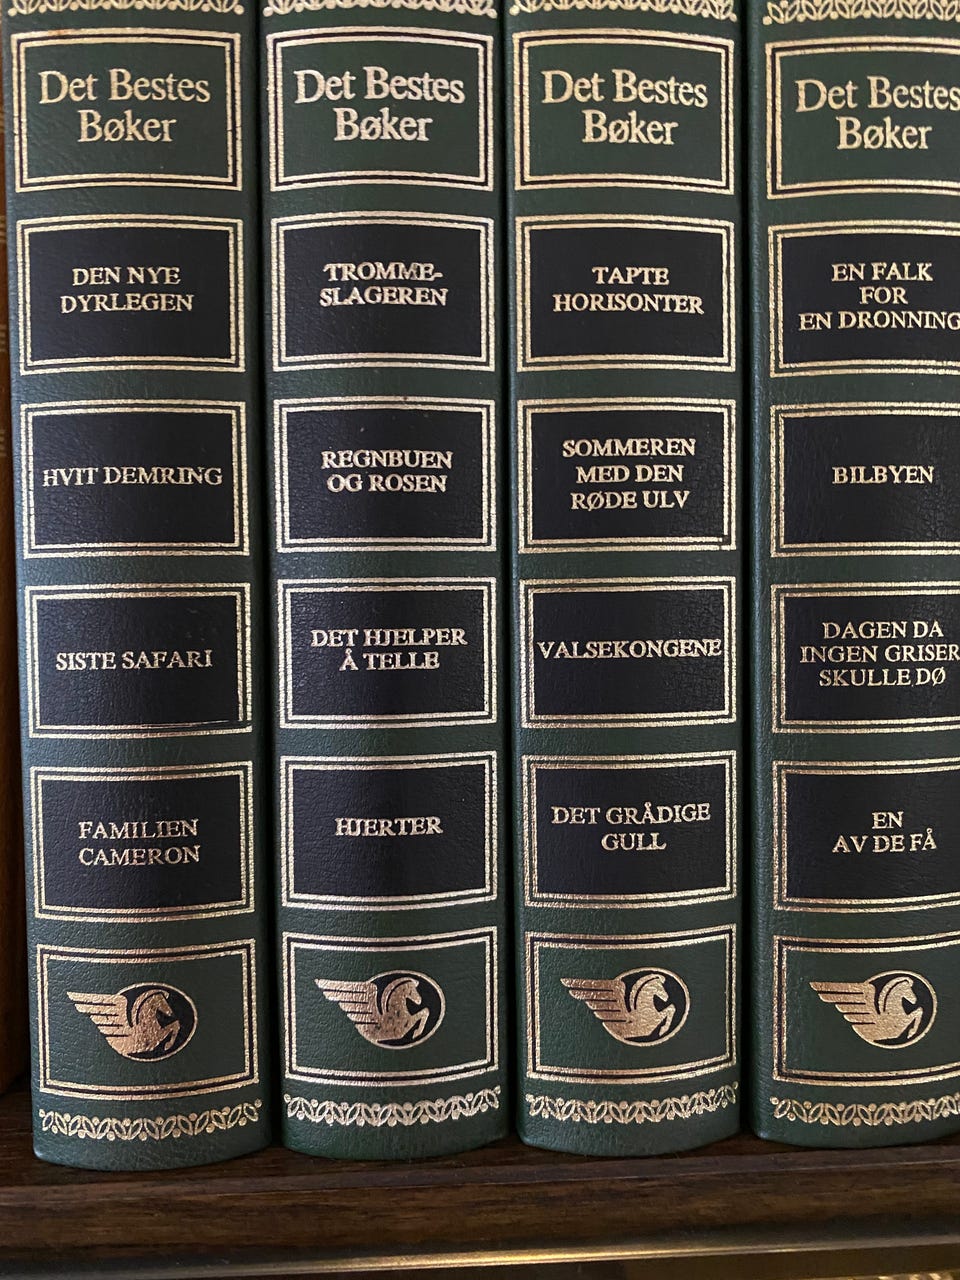 Det Bestes
Bøker
DEN NYE
DYRLEGEN
HVIT DEMRING
SISTE SAFARI
FAMILIEN
CAMERON
Det Bestes
Bøker
TROMME-
SLAGEREN
REGNBUEN
OG ROSEN
DET HJELPER
Å TELLE
HJERTER
Det Bestes
Bøker
TAPTE
HORISONTER
SOMMEREN
MED DEN
RØDE ULV
VALSEKONGENE
DET GRÅDIGE
GULL
Det Bestes
Bøker
EN FALK
FOR
EN DRONNING
BILBYEN
DAGEN DA
INGEN GRISER
SKULLE DØ
EN
AV DE FÅ